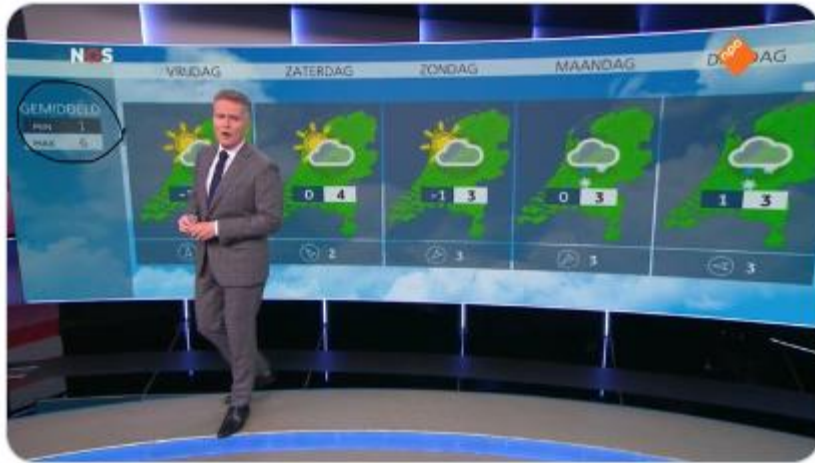 NOS
npo
VRIJDAG
ZATERDAG
ZONDAG
MAANDAG
GEMIDDELD
MIN 1
MAX 6
0 4
-1 3
0 3
1 3
2
3
3
3